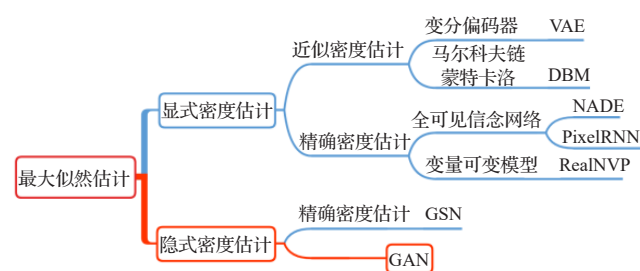 变分偏码器 VAE
近似密度估计
马尔科夫链
蒙特卡洛 DBM
显式密度估计
NADE
全可见信念网络
PixelRNN
精确密度估计
变量可变模型 RealNVP
最大似然估计
精确密度估计 GSN
隐式密度估计
GAN